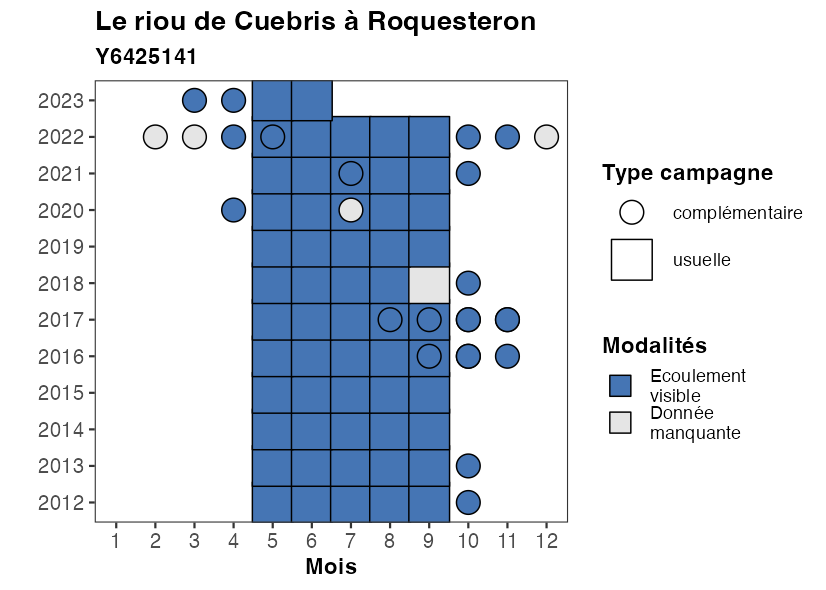 Le riou de Cuebris à Roquesteron
Y6425141
2023
2022
2021
2020
2019
2018
2017
2016
2015
2014
2013
2012
1 2 3 4 5 6 7 8 9 10 11 12
Mois
Type campagne
complémentaire
usuelle
Modalités
Ecoulement
visible
Donnée
manquante